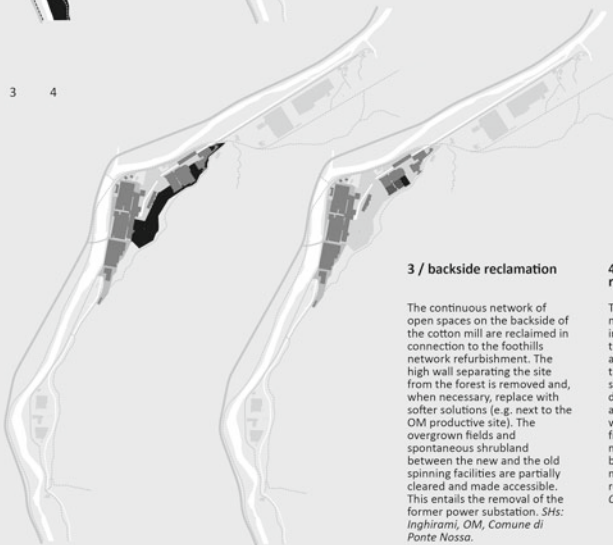 3 4
3 / backside reclamation
The continuous network of
open spaces on the backside of
the cotton mill are reclaimed in
connection to the foothills
network refurbishment. The
high wall separating the site
from the forest is removed and,
when necessary, replace with
softer solutions (e.g. next to the
OM productive site). The
overgrown fields and
spontaneous shrubland
between the new and the old
spinning facilities are partially
cleared and made accessible.
This entails the removal of the
former power substation. SHs:
Inghirami, OM, Comune di
Ponte Nossa.
4